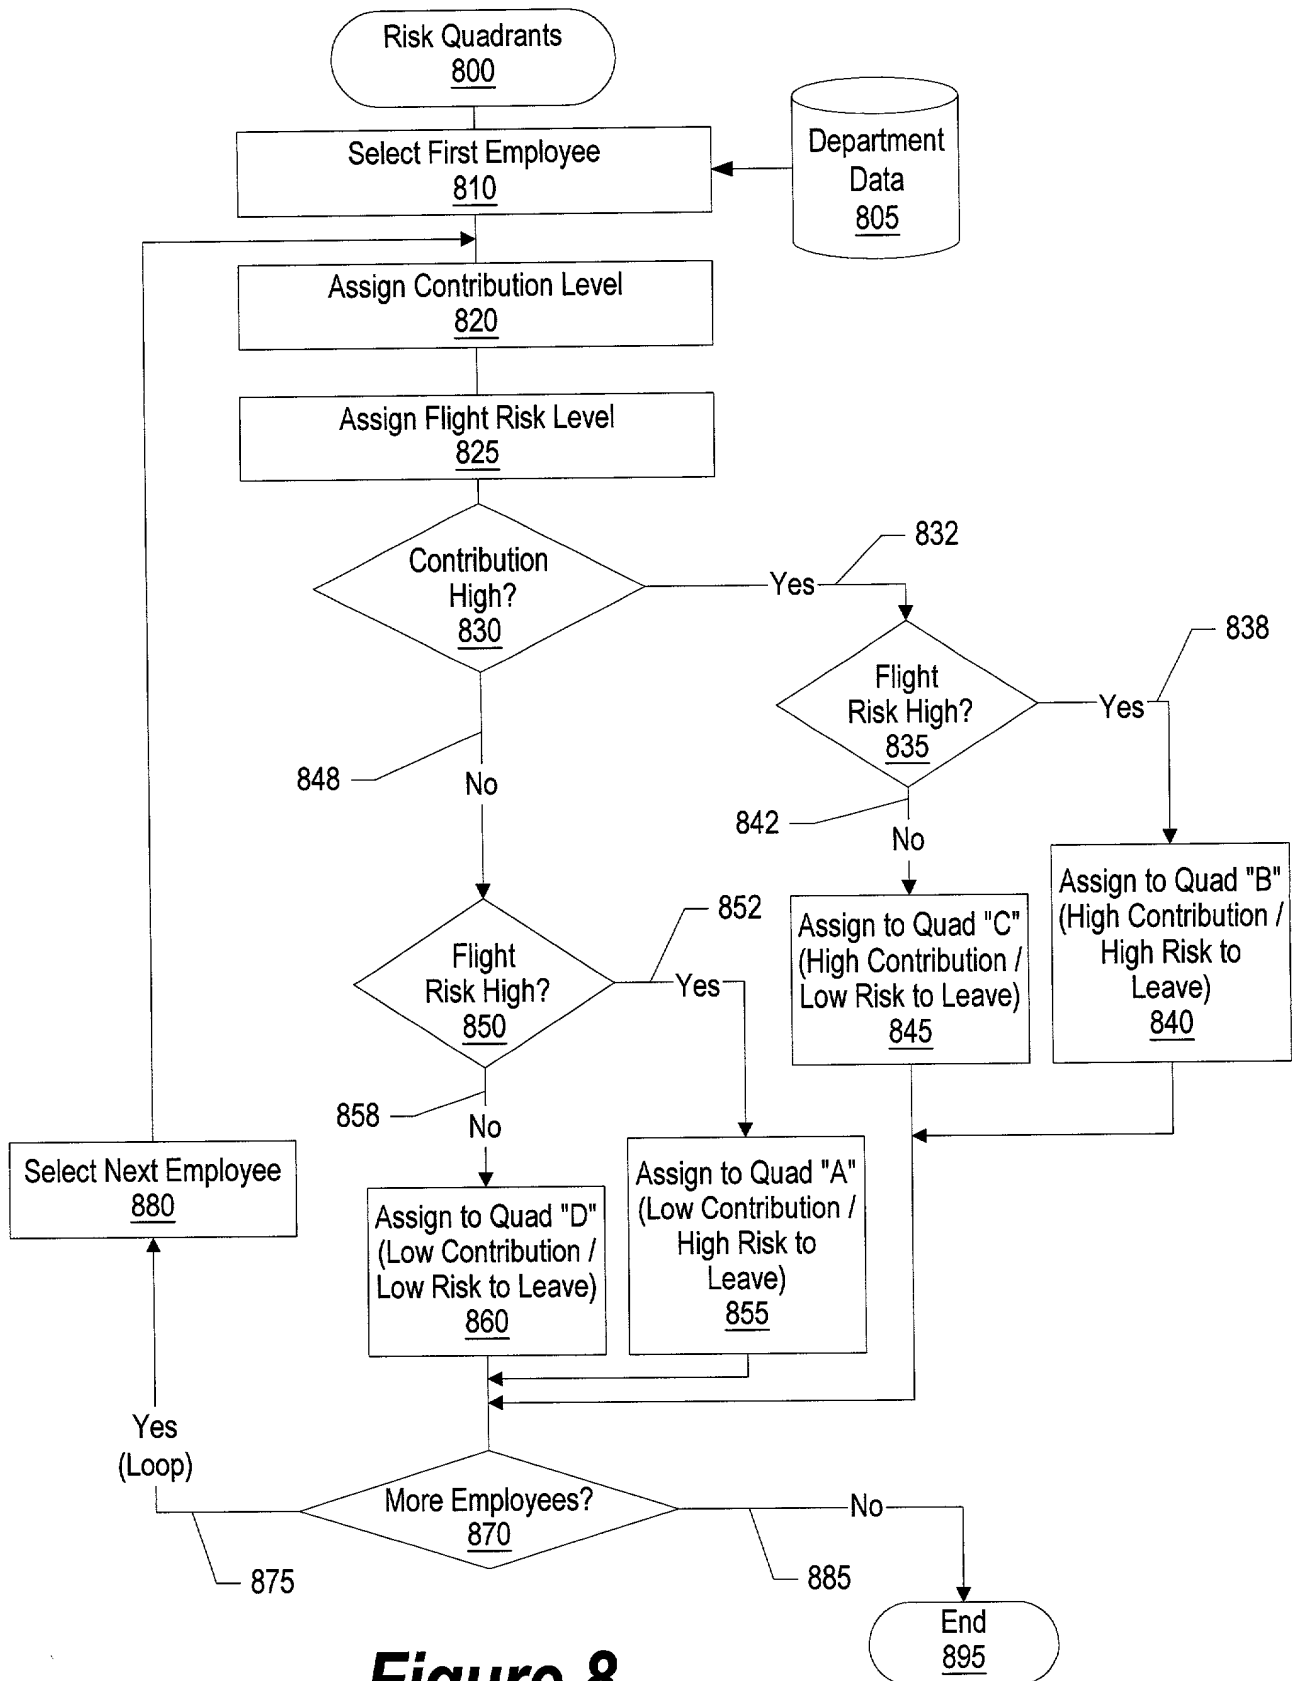 Risk Quadrants
800
Department
Data
805
Select First Employee
810
Assign Contribution Level
820
Assign Flight Risk Level
825
Contribution
High?
830
Yes
832
Flight
Risk High?
835
Yes
838
848
No
842
No
Assign to Quad "B"
(High Contribution /
High Risk to
Leave)
840
Assign to Quad "C"
(High Contribution /
Low Risk to Leave)
845
Flight
Risk High?
850
852
Yes
858
No
Select Next Employee
880
Assign to Quad "D"
(Low Contribution /
Low Risk to Leave)
860
Assign to Quad "A"
(Low Contribution /
High Risk to
Leave)
855
Yes
(Loop)
More Employees?
870
No
875
885
End
895
Figure 8